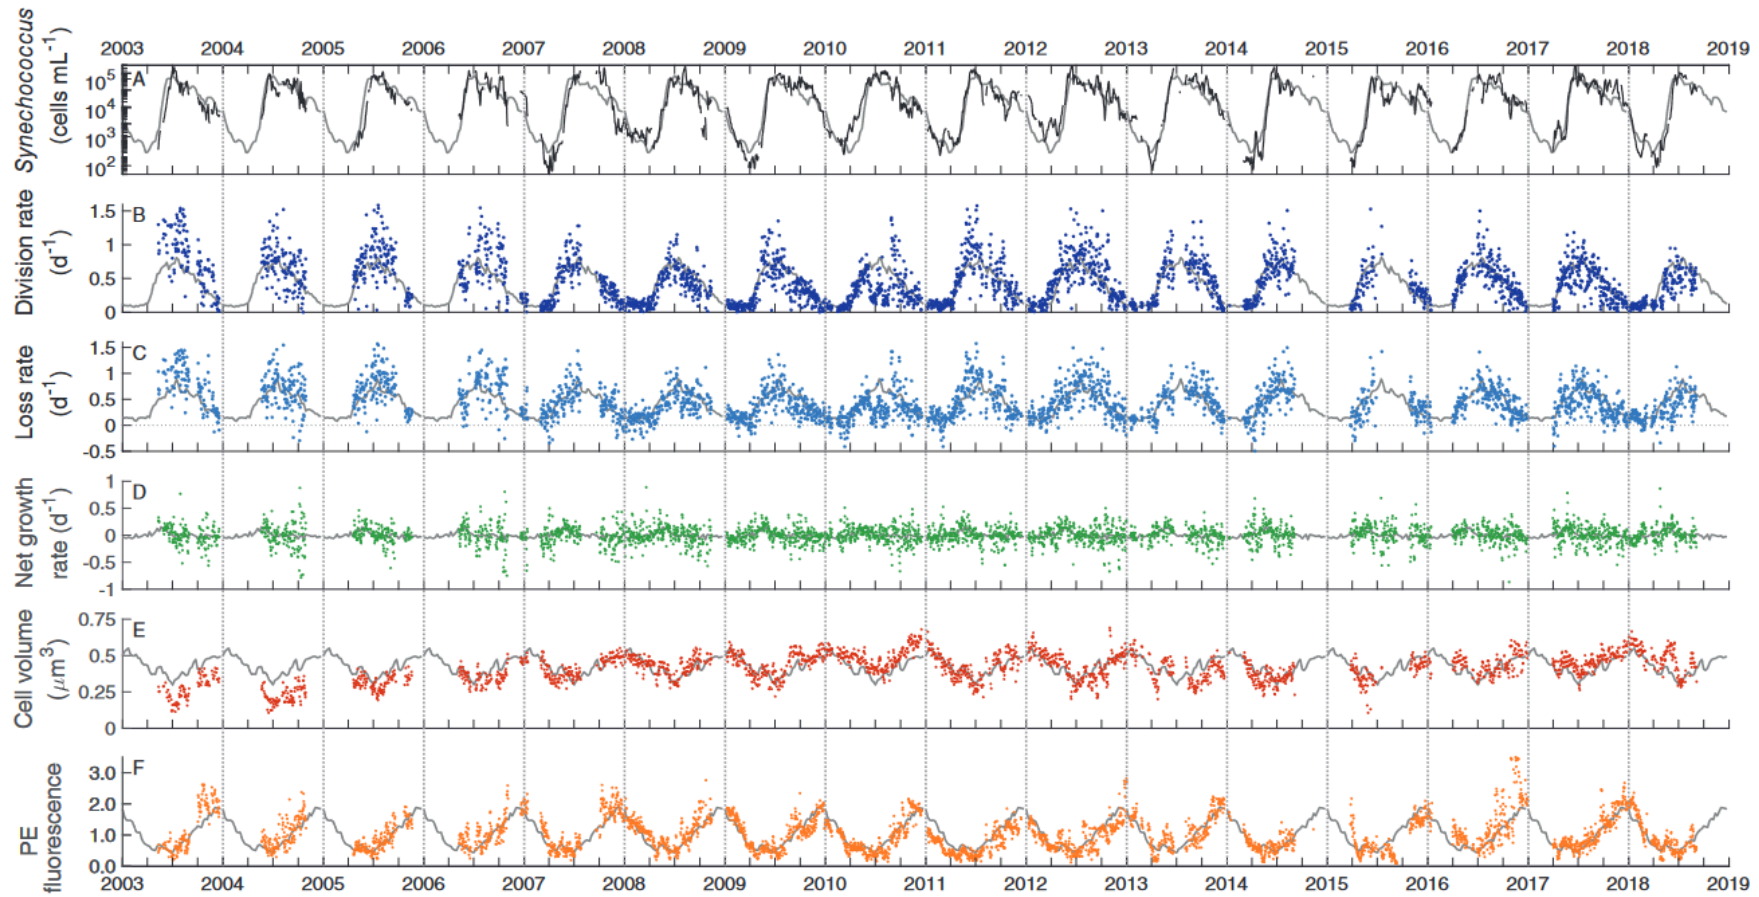 2003 2004 2005 2006 2007 2008 2009 2010 2011 2012 2013 2014 2015 2016 2017 2018 2019
Synechococcus
(cells mL⁻¹)
A
10⁵
10⁴
10³
10²
Division rate
(d⁻¹)
B
1.5
1
0.5
0
Loss rate
(d⁻¹)
C
1.5
1
0.5
0
-0.5
Net growth
rate (d⁻¹)
D
1
0.5
0
-0.5
-1
Cell volume
(μm³)
E
0.75
0.5
0.25
0
PE
fluorescence
F
3.0
2.0
1.0
0.0
2003 2004 2005 2006 2007 2008 2009 2010 2011 2012 2013 2014 2015 2016 2017 2018 2019